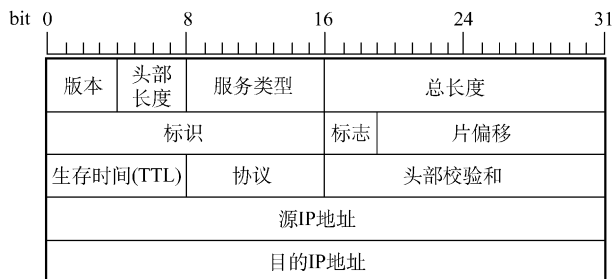 bit 0 8 16 24 31
版本 头部长度 服务类型 总长度
标识 标志 片偏移
生存时间(TTL) 协议 头部校验和
源IP地址
目的IP地址